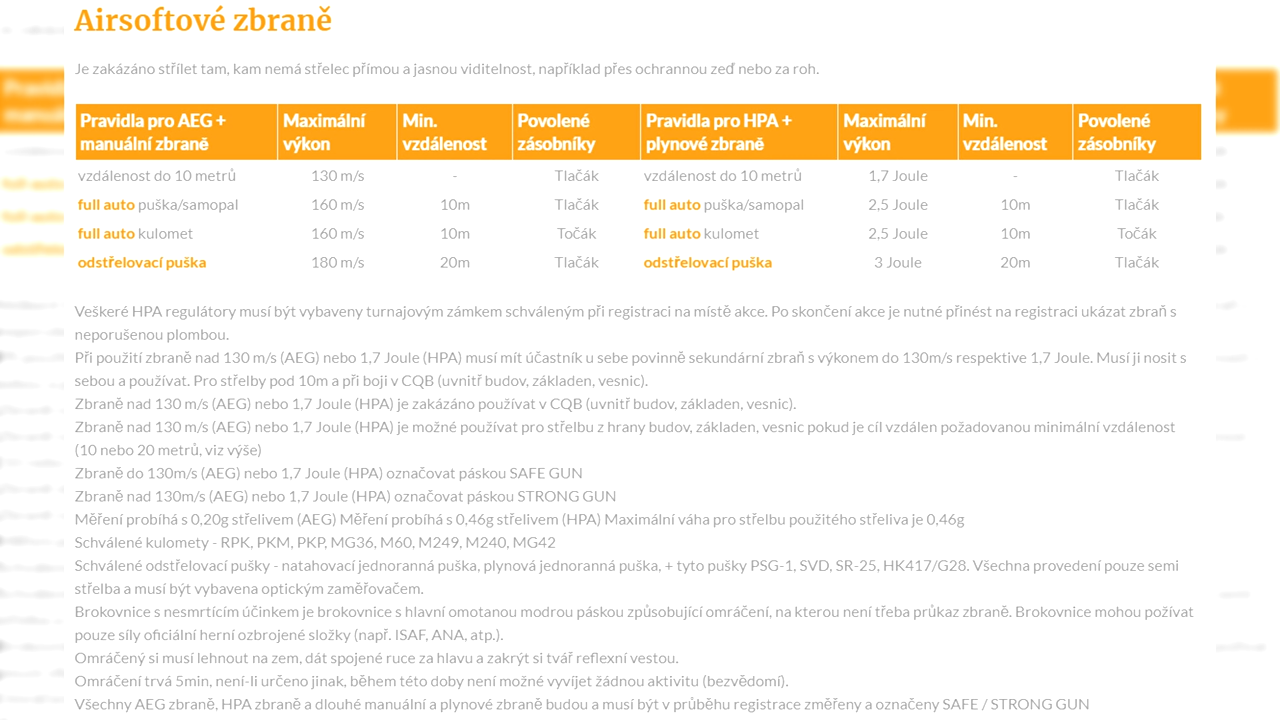 Airsoftové zbraně
Je zakázáno střílet tam, kam nemá střelec přímou a jasnou viditelnost, například přes ochrannou zeď nebo za roh.
Pravidla pro AEG + manuální zbraně Maximální výkon Min. vzdálenost Povolené zásobníky Pravidla pro HPA + plynové zbraně Maximální výkon Min. vzdálenost Povolené zásobníky
vzdálenost do 10 metrů 130 m/s - Tlačák vzdálenost do 10 metrů 1,7 Joule - Tlačák
full auto puška/samopal 160 m/s 10m Tlačák full auto puška/samopal 2,5 Joule 10m Tlačák
full auto kulomet 160 m/s 10m Točák full auto kulomet 2,5 Joule 10m Točák
odstřelovací puška 180 m/s 20m Tlačák odstřelovací puška 3 Joule 20m Tlačák
Veškeré HPA regulátory musí být vybaveny turnajovým zámkem schváleným při registraci na místě akce. Po skončení akce je nutné přinést na registraci ukázat zbraň s
neporušenou plombou.
Při použití zbraně nad 130 m/s (AEG) nebo 1,7 Joule (HPA) musí mít účastník u sebe povinně sekundární zbraň s výkonem do 130m/s respektive 1,7 Joule. Musí ji nosit s
sebou a používat. Pro střelby pod 10m a při boji v CQB (uvnitř budov, základen, vesnic).
Zbraně nad 130 m/s (AEG) nebo 1,7 Joule (HPA) je zakázáno používat v CQB (uvnitř budov, základen, vesnic).
Zbraně nad 130 m/s (AEG) nebo 1,7 Joule (HPA) je možné používat pro střelbu z hrany budov, základen, vesnic pokud je cíl vzdálen požadovanou minimální vzdálenost
(10 nebo 20 metrů, viz výše)
Zbraně do 130m/s (AEG) nebo 1,7 Joule (HPA) označovat páskou SAFE GUN
Zbraně nad 130m/s (AEG) nebo 1,7 Joule (HPA) označovat páskou STRONG GUN
Měření probíhá s 0,20g střelivem (AEG) Měření probíhá s 0,46g střelivem (HPA) Maximální váha pro střelbu použitého střeliva je 0,46g
Schválené kulomety - RPK, PKM, PKP, MG36, M60, M249, M240, MG42
Schválené odstřelovací pušky - natahovací jednoranná puška, plynová jednoranná puška, + tyto pušky PSG-1, SVD, SR-25, HK417/G28. Všechna provedení pouze semi
střelba a musí být vybavena optickým zaměřovačem.
Brokovnice s nesmrtícím účinkem je brokovnice s hlavní omotanou modrou páskou způsobující omráčení, na kterou není třeba průkaz zbraně. Brokovnice mohou požívat
pouze síly oficiální herní ozbrojené složky (např. ISAF, ANA, atp.).
Omráčený si musí lehnout na zem, dát spojené ruce za hlavu a zakrýt si tvář reflexní vestou.
Omráčení trvá 5min, není-li určeno jinak, během této doby není možné vyvíjet žádnou aktivitu (bezvědomí).
Všechny AEG zbraně, HPA zbraně a dlouhé manuální a plynové zbraně budou a musí být v průběhu registrace změřeny a označeny SAFE / STRONG GUN